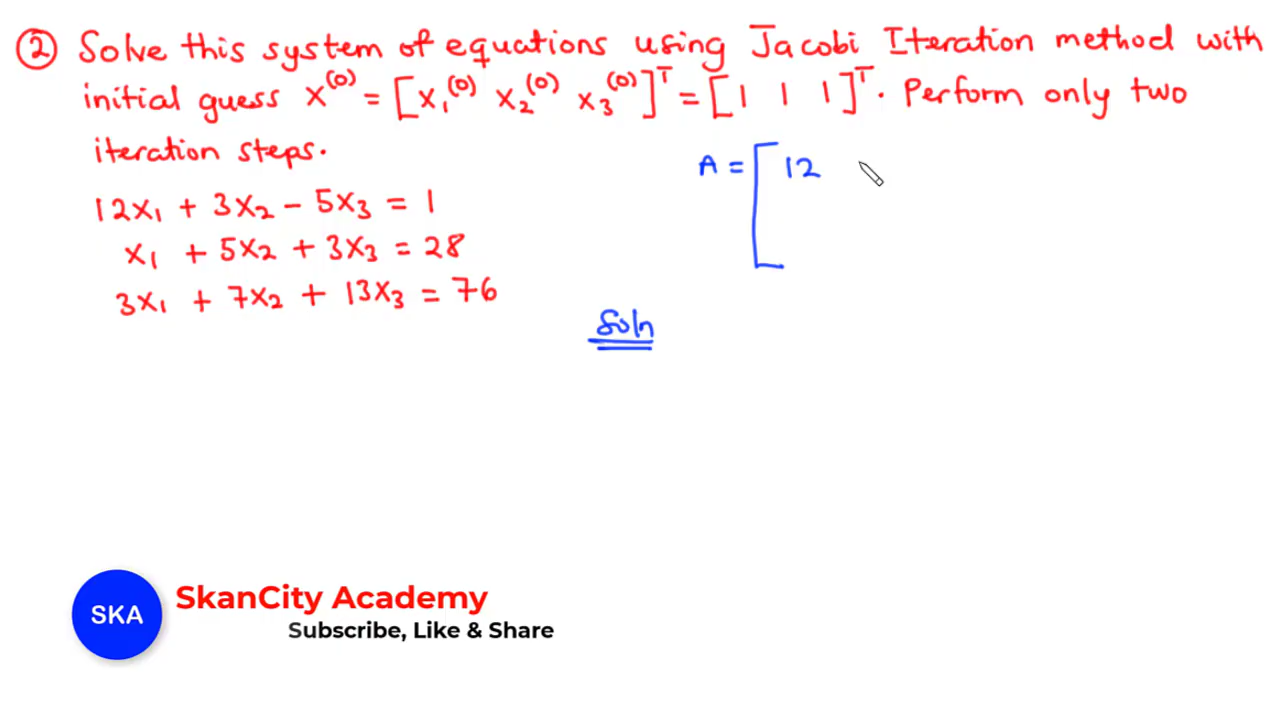 ② Solve this system of equations using Jacobi Iteration method with
initial guess x⁽⁰⁾ = [x₁⁽⁰⁾ x₂⁽⁰⁾ x₃⁽⁰⁾]ᵀ = [1 1 1]ᵀ. Perform only two
iteration steps.
A = [12
12x₁ + 3x₂ - 5x₃ = 1
x₁ + 5x₂ + 3x₃ = 28
3x₁ + 7x₂ + 13x₃ = 76
Soln
SKA
SkanCity Academy
Subscribe, Like & Share